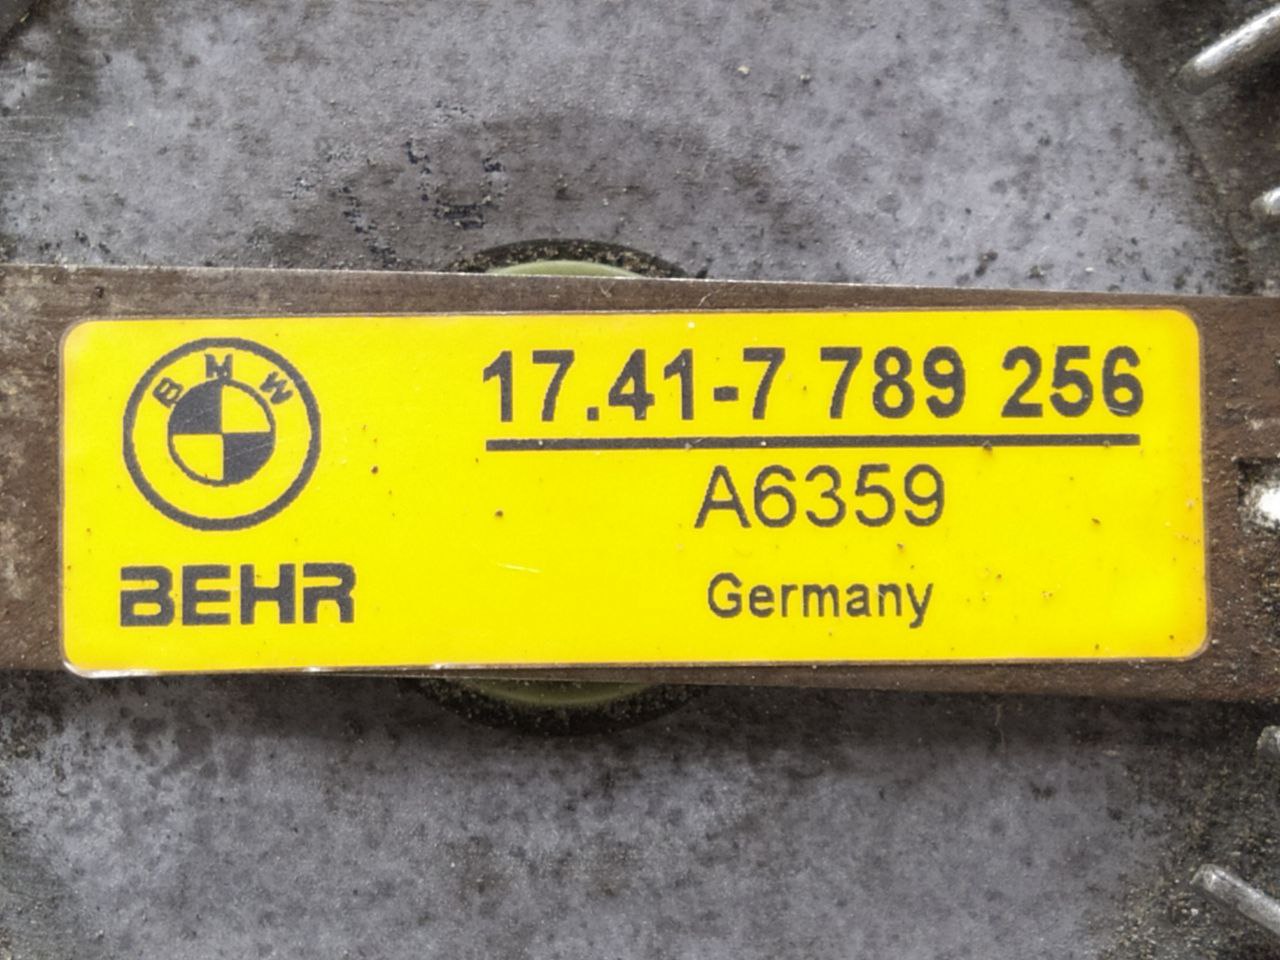 BMW
17.41-7 789 256
A6359
BEHR
Germany